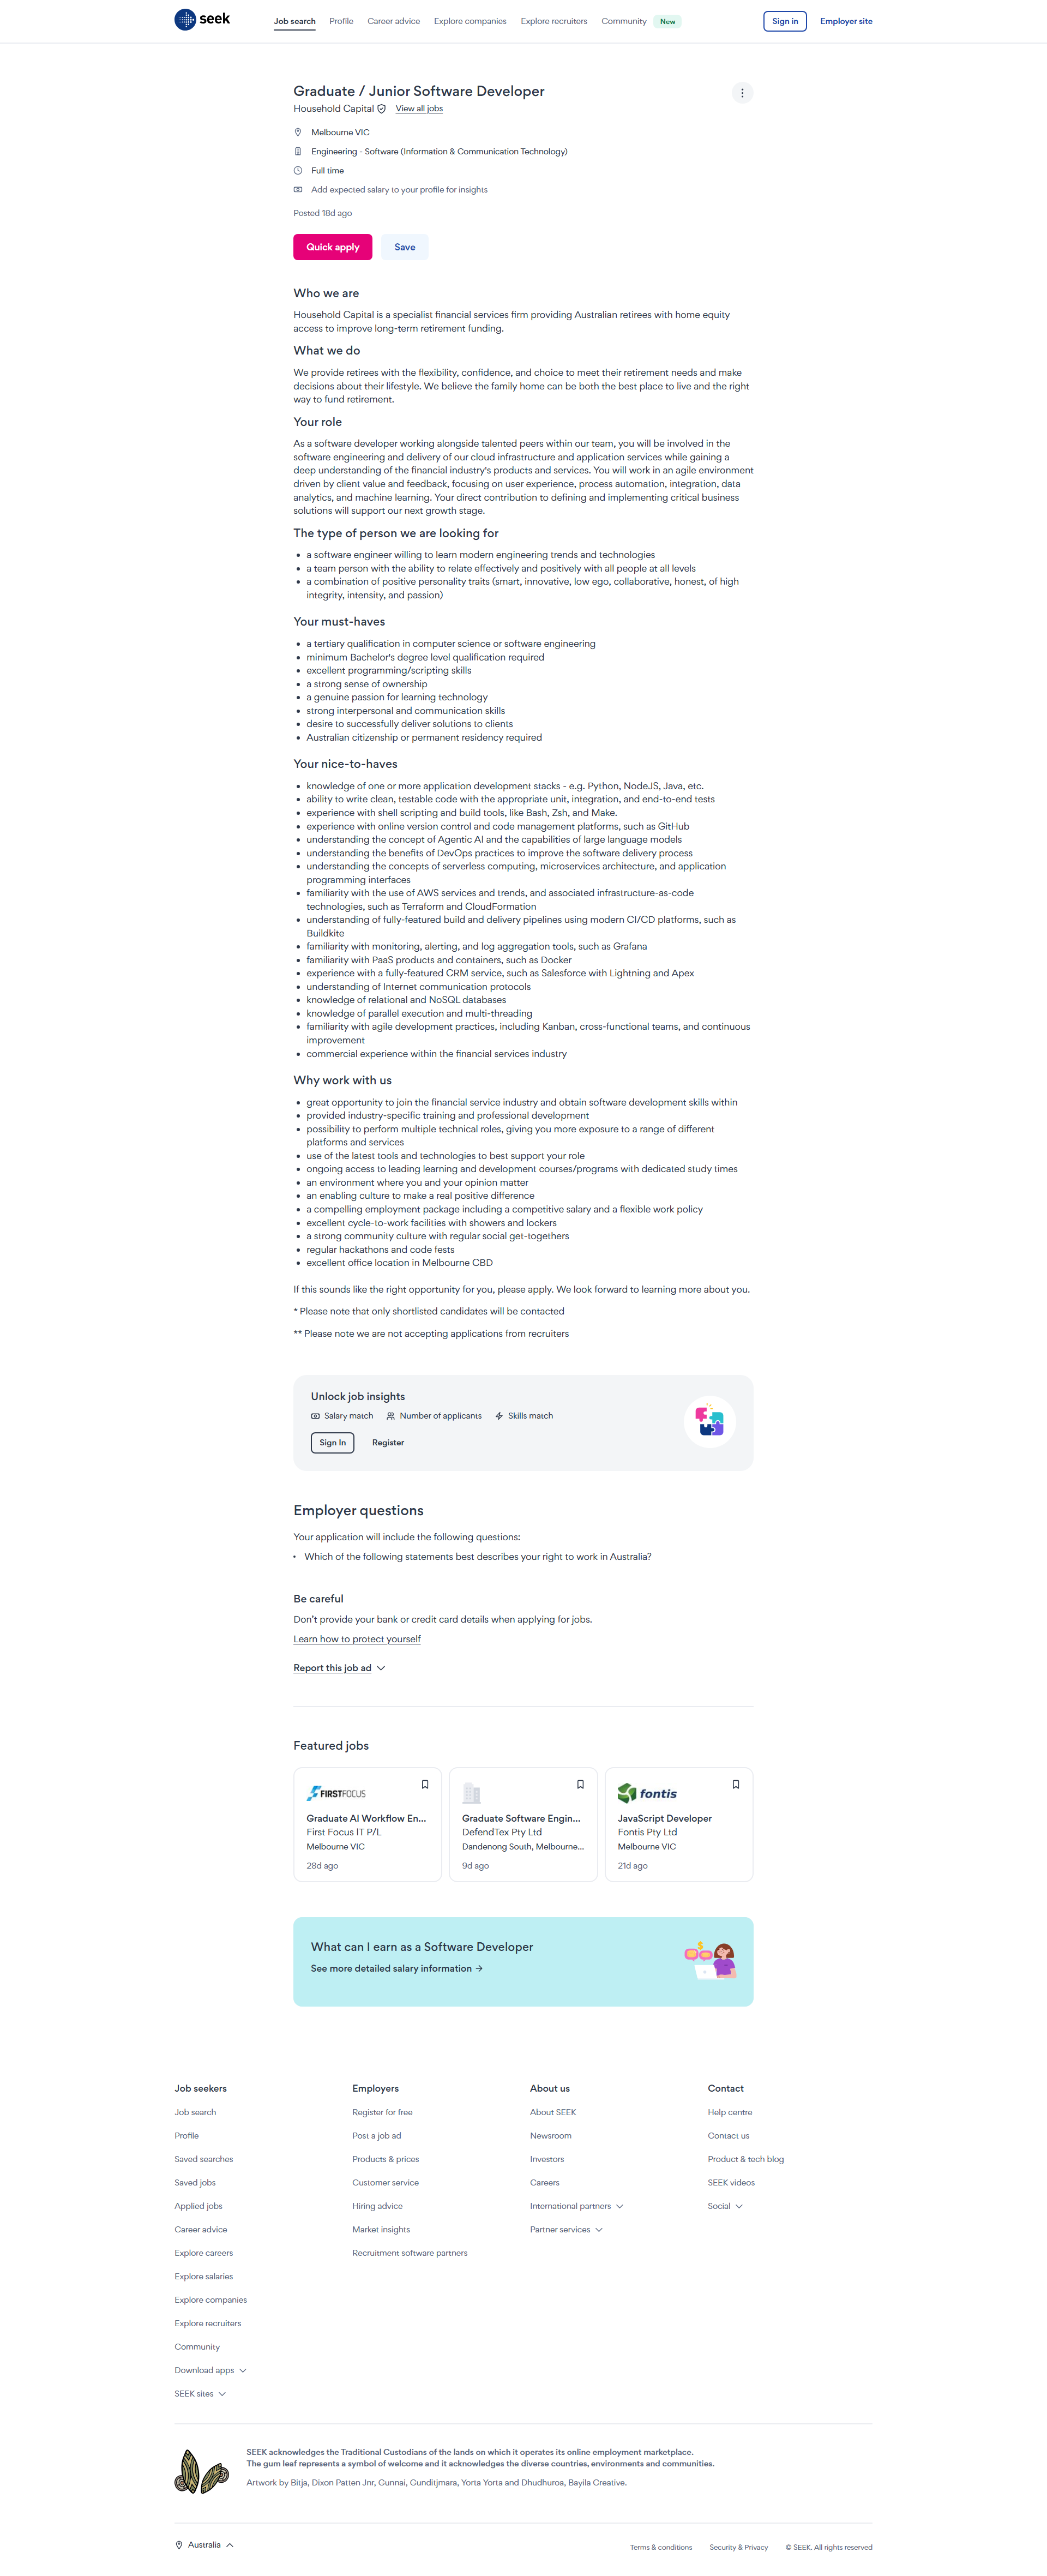 seek
Job search Profile Career advice Explore companies Explore recruiters Community New Sign in Employer site
Graduate / Junior Software Developer
Household Capital View all jobs
Melbourne VIC
Engineering - Software (Information & Communication Technology)
Full time
Add expected salary to your profile for insights
Posted 18d ago
Quick apply Save
Who we are
Household Capital is a specialist financial services firm providing Australian retirees with home equity
access to improve long-term retirement funding.
What we do
We provide retirees with the flexibility, confidence, and choice to meet their retirement needs and make
decisions about their lifestyle. We believe the family home can be both the best place to live and the right
way to fund retirement.
Your role
As a software developer working alongside talented peers within our team, you will be involved in the
software engineering and delivery of our cloud infrastructure and application services while gaining a
deep understanding of the financial industry's products and services. You will work in an agile environment
driven by client value and feedback, focusing on user experience, process automation, integration, data
analytics, and machine learning. Your direct contribution to defining and implementing critical business
solutions will support our next growth stage.
The type of person we are looking for
• a software engineer willing to learn modern engineering trends and technologies
• a team person with the ability to relate effectively and positively with all people at all levels
• a combination of positive personality traits (smart, innovative, low ego, collaborative, honest, of high
integrity, intensity, and passion)
Your must-haves
• a tertiary qualification in computer science or software engineering
• minimum Bachelor's degree level qualification required
• excellent programming/scripting skills
• a strong sense of ownership
• a genuine passion for learning technology
• strong interpersonal and communication skills
• desire to successfully deliver solutions to clients
• Australian citizenship or permanent residency required
Your nice-to-haves
• knowledge of one or more application development stacks - e.g. Python, NodeJS, Java, etc.
• ability to write clean, testable code with the appropriate unit, integration, and end-to-end tests
• experience with shell scripting and build tools, like Bash, Zsh, and Make.
• experience with online version control and code management platforms, such as GitHub
• understanding the concept of Agentic AI and the capabilities of large language models
• understanding the benefits of DevOps practices to improve the software delivery process
• understanding the concepts of serverless computing, microservices architecture, and application
programming interfaces
• familiarity with the use of AWS services and trends, and associated infrastructure-as-code
technologies, such as Terraform and CloudFormation
• understanding of fully-featured build and delivery pipelines using modern CI/CD platforms, such as
Buildkite
• familiarity with monitoring, alerting, and log aggregation tools, such as Grafana
• familiarity with PaaS products and containers, such as Docker
• experience with a fully-featured CRM service, such as Salesforce with Lightning and Apex
• understanding of Internet communication protocols
• knowledge of relational and NoSQL databases
• knowledge of parallel execution and multi-threading
• familiarity with agile development practices, including Kanban, cross-functional teams, and continuous
improvement
• commercial experience within the financial services industry
Why work with us
• great opportunity to join the financial service industry and obtain software development skills within
• provided industry-specific training and professional development
• possibility to perform multiple technical roles, giving you more exposure to a range of different
platforms and services
• use of the latest tools and technologies to best support your role
• ongoing access to leading learning and development courses/programs with dedicated study times
• an environment where you and your opinion matter
• an enabling culture to make a real positive difference
• a compelling employment package including a competitive salary and a flexible work policy
• excellent cycle-to-work facilities with showers and lockers
• a strong community culture with regular social get-togethers
• regular hackathons and code fests
• excellent office location in Melbourne CBD
If this sounds like the right opportunity for you, please apply. We look forward to learning more about you.
* Please note that only shortlisted candidates will be contacted
** Please note we are not accepting applications from recruiters
Unlock job insights
Salary match Number of applicants Skills match
Sign In Register
Employer questions
Your application will include the following questions:
• Which of the following statements best describes your right to work in Australia?
Be careful
Don't provide your bank or credit card details when applying for jobs.
Learn how to protect yourself
Report this job ad
Featured jobs
FIRSTFOCUS
Graduate AI Workflow En...
First Focus IT P/L
Melbourne VIC
28d ago
Graduate Software Engin...
DefendTex Pty Ltd
Dandenong South, Melbourne...
9d ago
fontis
JavaScript Developer
Fontis Pty Ltd
Melbourne VIC
21d ago
What can I earn as a Software Developer
See more detailed salary information →
Job seekers
Job search
Profile
Saved searches
Saved jobs
Applied jobs
Career advice
Explore careers
Explore salaries
Explore companies
Explore recruiters
Community
Download apps
SEEK sites
Employers
Register for free
Post a job ad
Products & prices
Customer service
Hiring advice
Market insights
Recruitment software partners
About us
About SEEK
Newsroom
Investors
Careers
International partners
Partner services
Contact
Help centre
Contact us
Product & tech blog
SEEK videos
Social
SEEK acknowledges the Traditional Custodians of the lands on which it operates its online employment marketplace.
The gum leaf represents a symbol of welcome and it acknowledges the diverse countries, environments and communities.
Artwork by Bitja, Dixon Patten Jnr, Gunnai, Gunditjmara, Yorta Yorta and Dhudhuroa, Bayila Creative.
Australia
Terms & conditions Security & Privacy © SEEK. All rights reserved